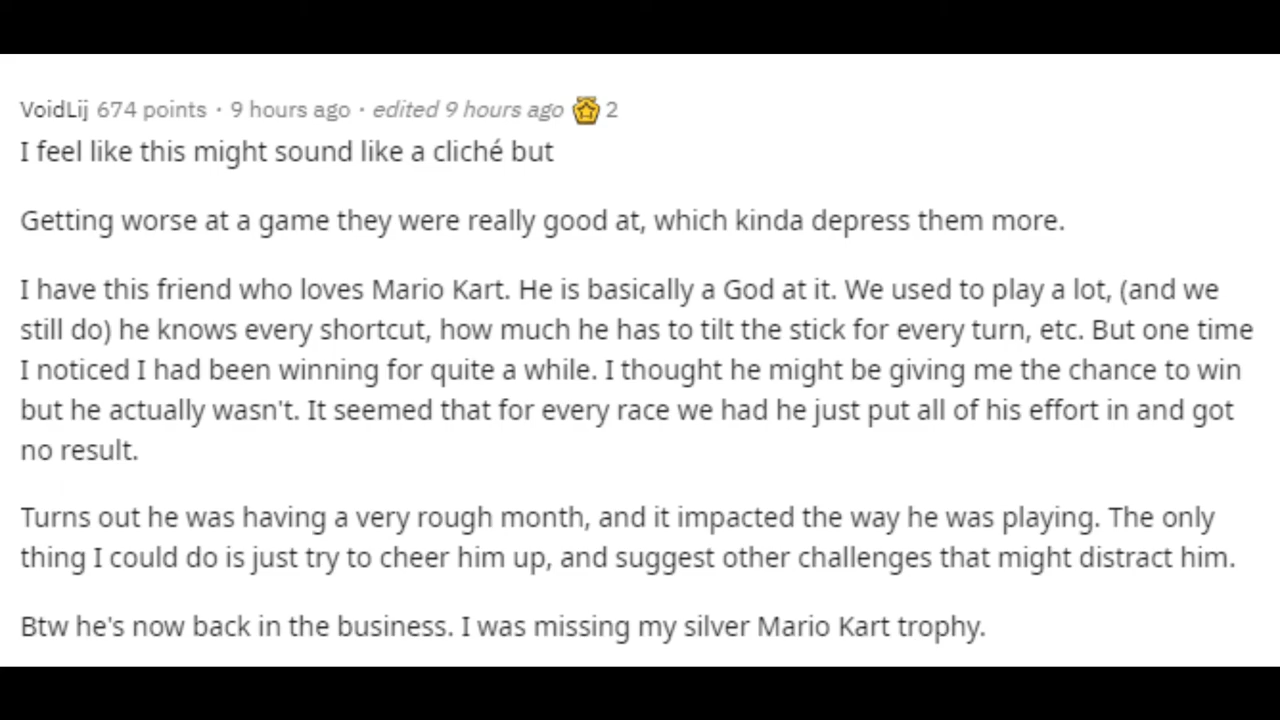 VoidLij 674 points · 9 hours ago · edited 9 hours ago 2
I feel like this might sound like a cliché but
Getting worse at a game they were really good at, which kinda depress them more.
I have this friend who loves Mario Kart. He is basically a God at it. We used to play a lot, (and we
still do) he knows every shortcut, how much he has to tilt the stick for every turn, etc. But one time
I noticed I had been winning for quite a while. I thought he might be giving me the chance to win
but he actually wasn't. It seemed that for every race we had he just put all of his effort in and got
no result.
Turns out he was having a very rough month, and it impacted the way he was playing. The only
thing I could do is just try to cheer him up, and suggest other challenges that might distract him.
Btw he's now back in the business. I was missing my silver Mario Kart trophy.